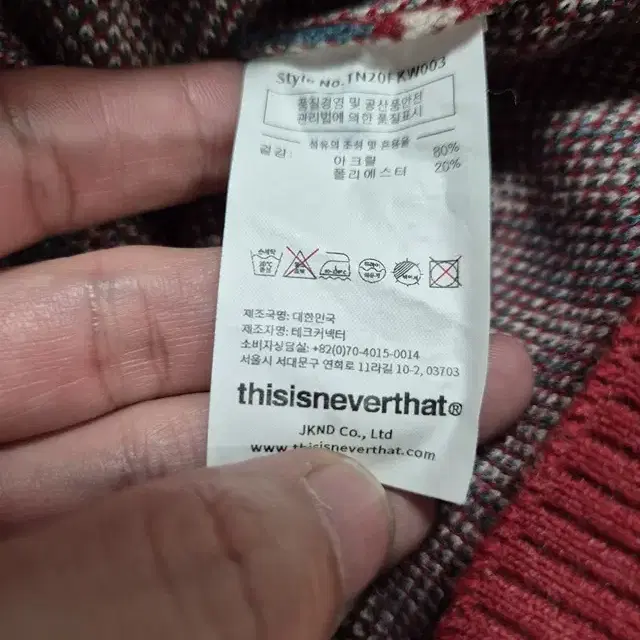 Style No. TN20FKW003
품질경영 및 공산품안전
관리법에 의한 품질표시
섬유의 조성 및 혼용율
겉감: 아크릴 80%
폴리에스터 20%
손세탁
제조국명: 대한민국
제조자명: 테크커넥터
소비자상담실: +82(0)70-4015-0014
서울시 서대문구 연희로 11라길 10-2, 03703
thisisneverthat®
JKND Co., Ltd
www.thisisneverthat.com